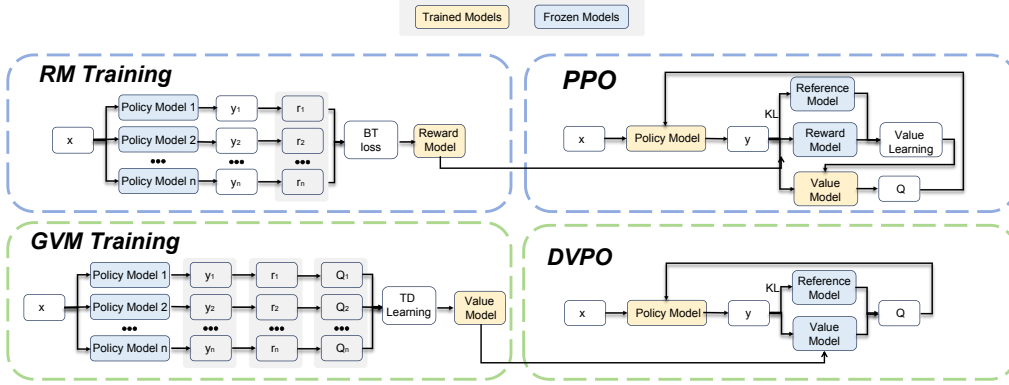 Trained Models
Frozen Models
RM Training
x
Policy Model 1
y1
r1
Policy Model 2
y2
r2
•••
•••
•••
Policy Model n
yn
rn
BT
loss
Reward
Model
PPO
x
Policy Model
y
KL
Reference
Model
Reward
Model
Value
Learning
Value
Model
Q
GVM Training
x
Policy Model 1
y1
r1
Q1
Policy Model 2
y2
r2
Q2
•••
•••
•••
•••
Policy Model n
yn
rn
Qn
TD
Learning
Value
Model
DVPO
x
Policy Model
y
KL
Reference
Model
Value
Model
Q